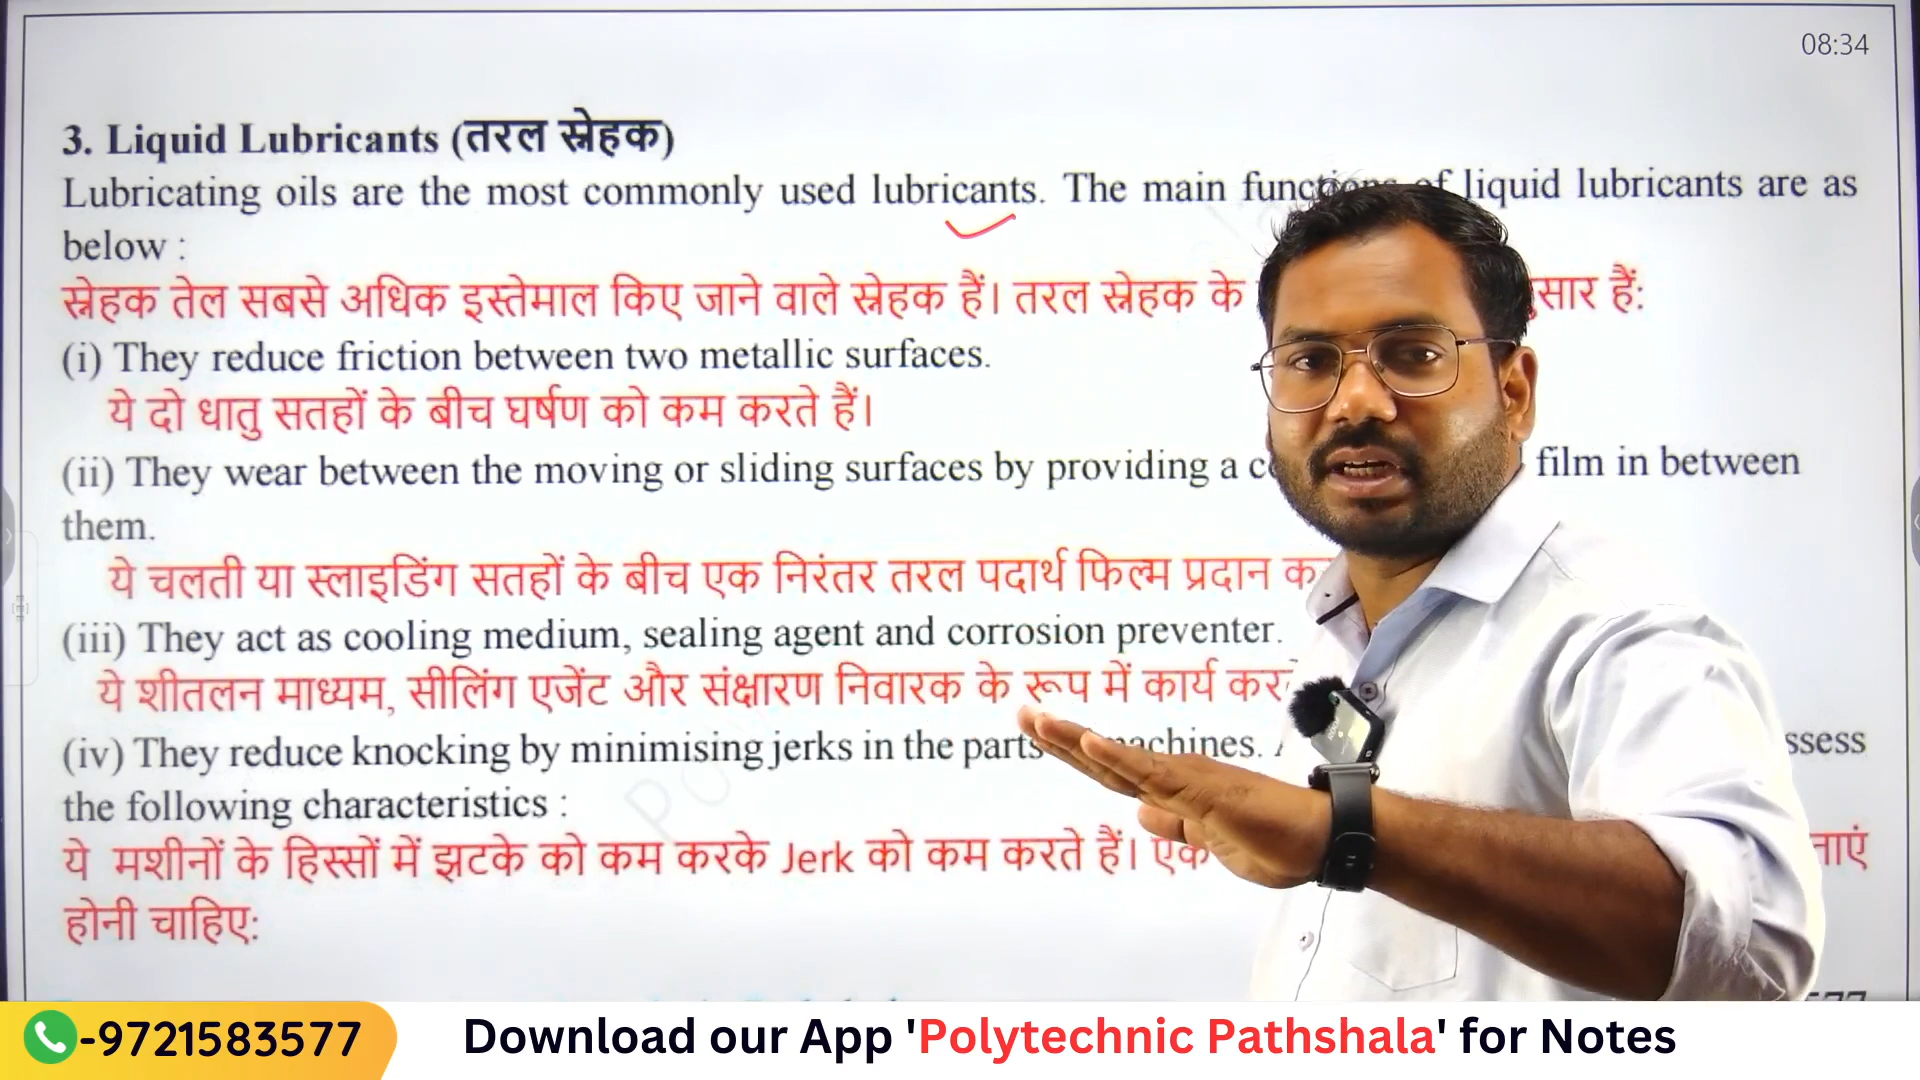 08:34
3. Liquid Lubricants (तरल स्नेहक)
Lubricating oils are the most commonly used lubricants. The main functions of liquid lubricants are as
below :
स्नेहक तेल सबसे अधिक इस्तेमाल किए जाने वाले स्नेहक हैं। तरल स्नेहक के सार हैं:
(i) They reduce friction between two metallic surfaces.
ये दो धातु सतहों के बीच घर्षण को कम करते हैं।
(ii) They wear between the moving or sliding surfaces by providing a film in between
them.
ये चलती या स्लाइडिंग सतहों के बीच एक निरंतर तरल पदार्थ फिल्म प्रदान
(iii) They act as cooling medium, sealing agent and corrosion preventer.
ये शीतलन माध्यम, सीलिंग एजेंट और संक्षारण निवारक के रूप में कार्य
(iv) They reduce knocking by minimising jerks in the parts machines. ssess
the following characteristics :
ये मशीनों के हिस्सों में झटके को कम करके Jerk को कम करते हैं। एक
होनी चाहिए:
-9721583577
Download our App 'Polytechnic Pathshala' for Notes